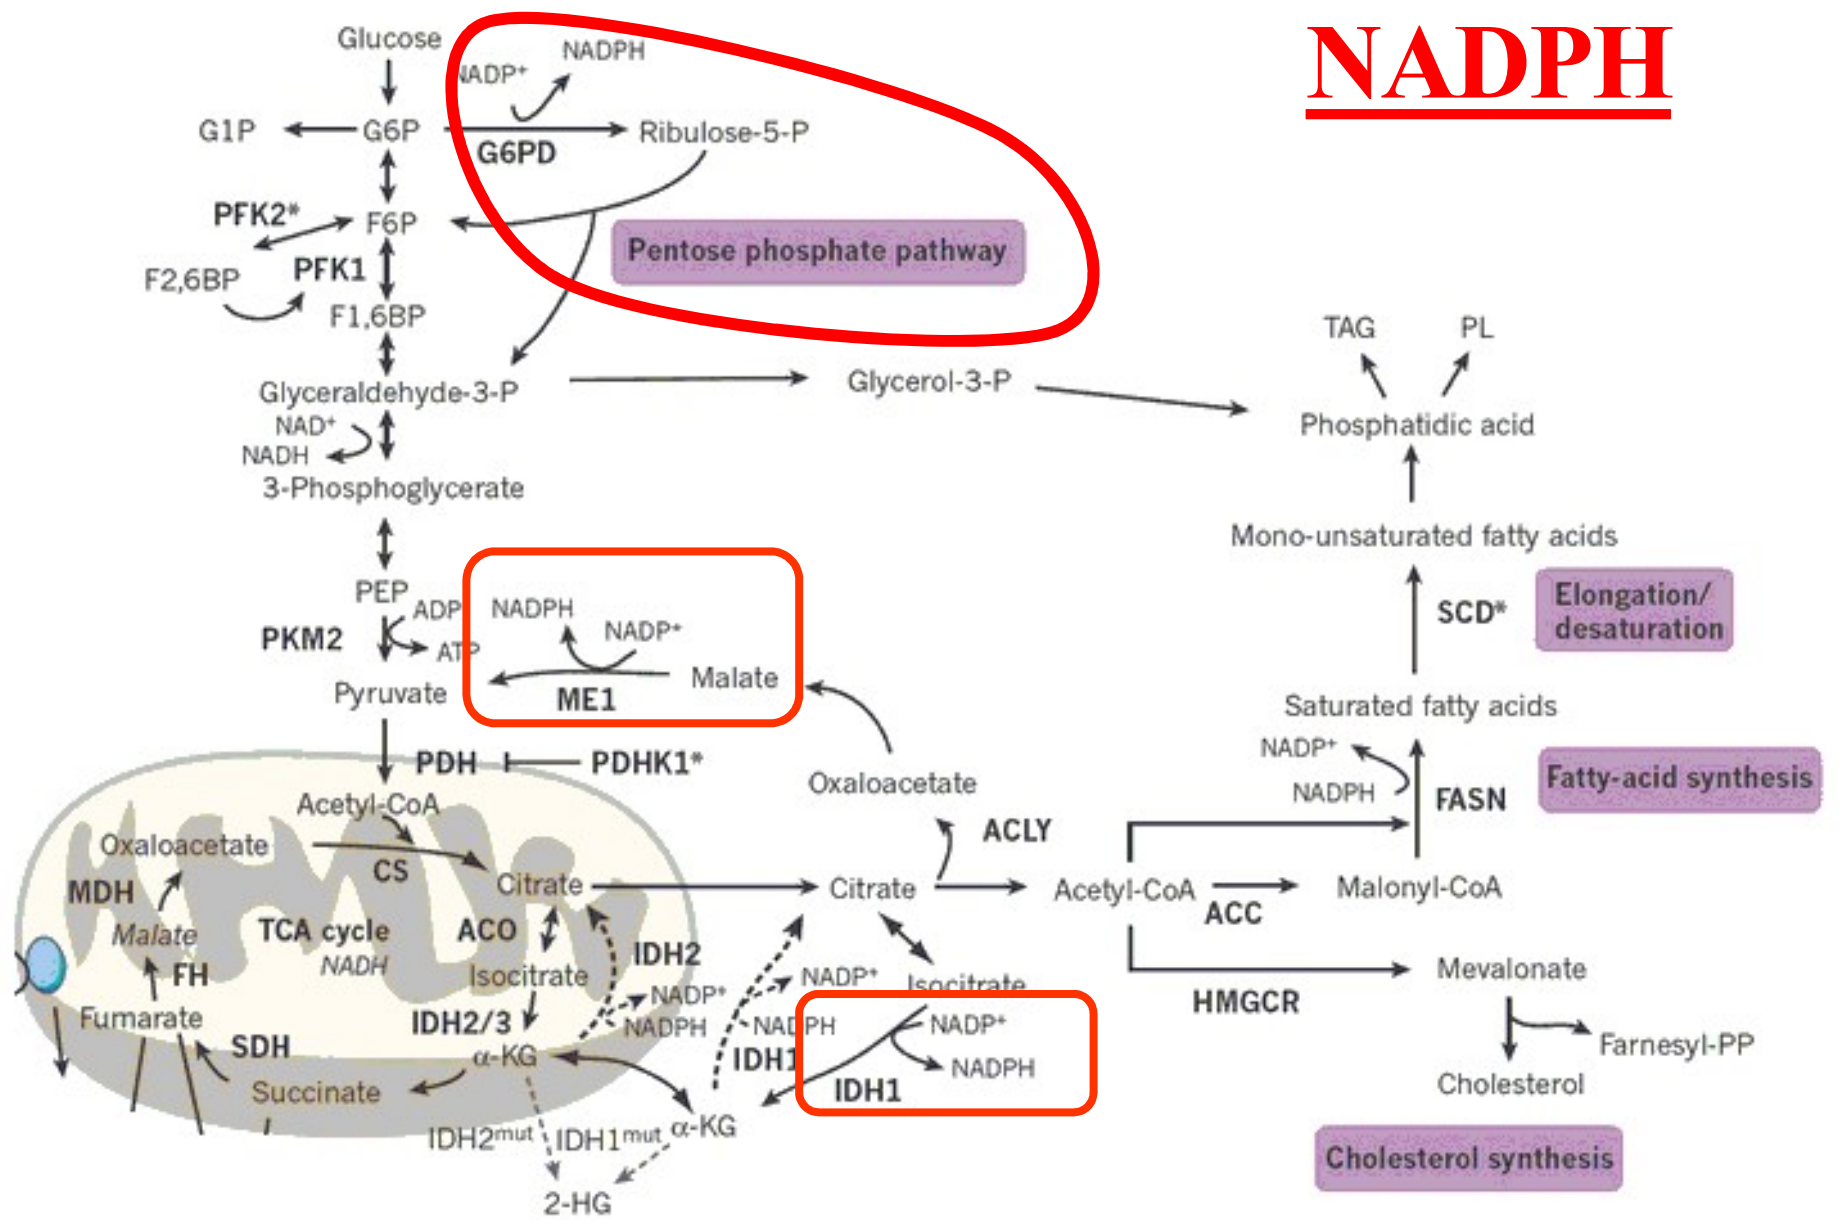 NADPH
Glucose
NADP+
NADPH
G1P
G6P
G6PD
Ribulose-5-P
PFK2*
F6P
Pentose phosphate pathway
F2,6BP
PFK1
F1,6BP
TAG
PL
Glyceraldehyde-3-P
Glycerol-3-P
Phosphatidic acid
NAD+
NADH
3-Phosphoglycerate
Mono-unsaturated fatty acids
PEP
ADP
NADPH
NADP+
PKM2
ATP
SCD*
Elongation/
desaturation
Pyruvate
ME1
Malate
Saturated fatty acids
PDH
PDHK1*
NADP+
NADPH
FASN
Fatty-acid synthesis
Oxaloacetate
Acetyl-CoA
Oxaloacetate
ACLY
CS
MDH
Citrate
Citrate
Acetyl-CoA
ACC
Malonyl-CoA
Malate
TCA cycle
NADH
ACO
IDH2
FH
Isocitrate
NADP+
NADPH
NADP+
NADPH
Isocitrate
Mevalonate
HMGCR
Fumarate
IDH2/3
IDH1
NADP+
NADPH
IDH1
Farnesyl-PP
SDH
α-KG
Cholesterol
Succinate
α-KG
IDH2mut
IDH1mut
2-HG
Cholesterol synthesis